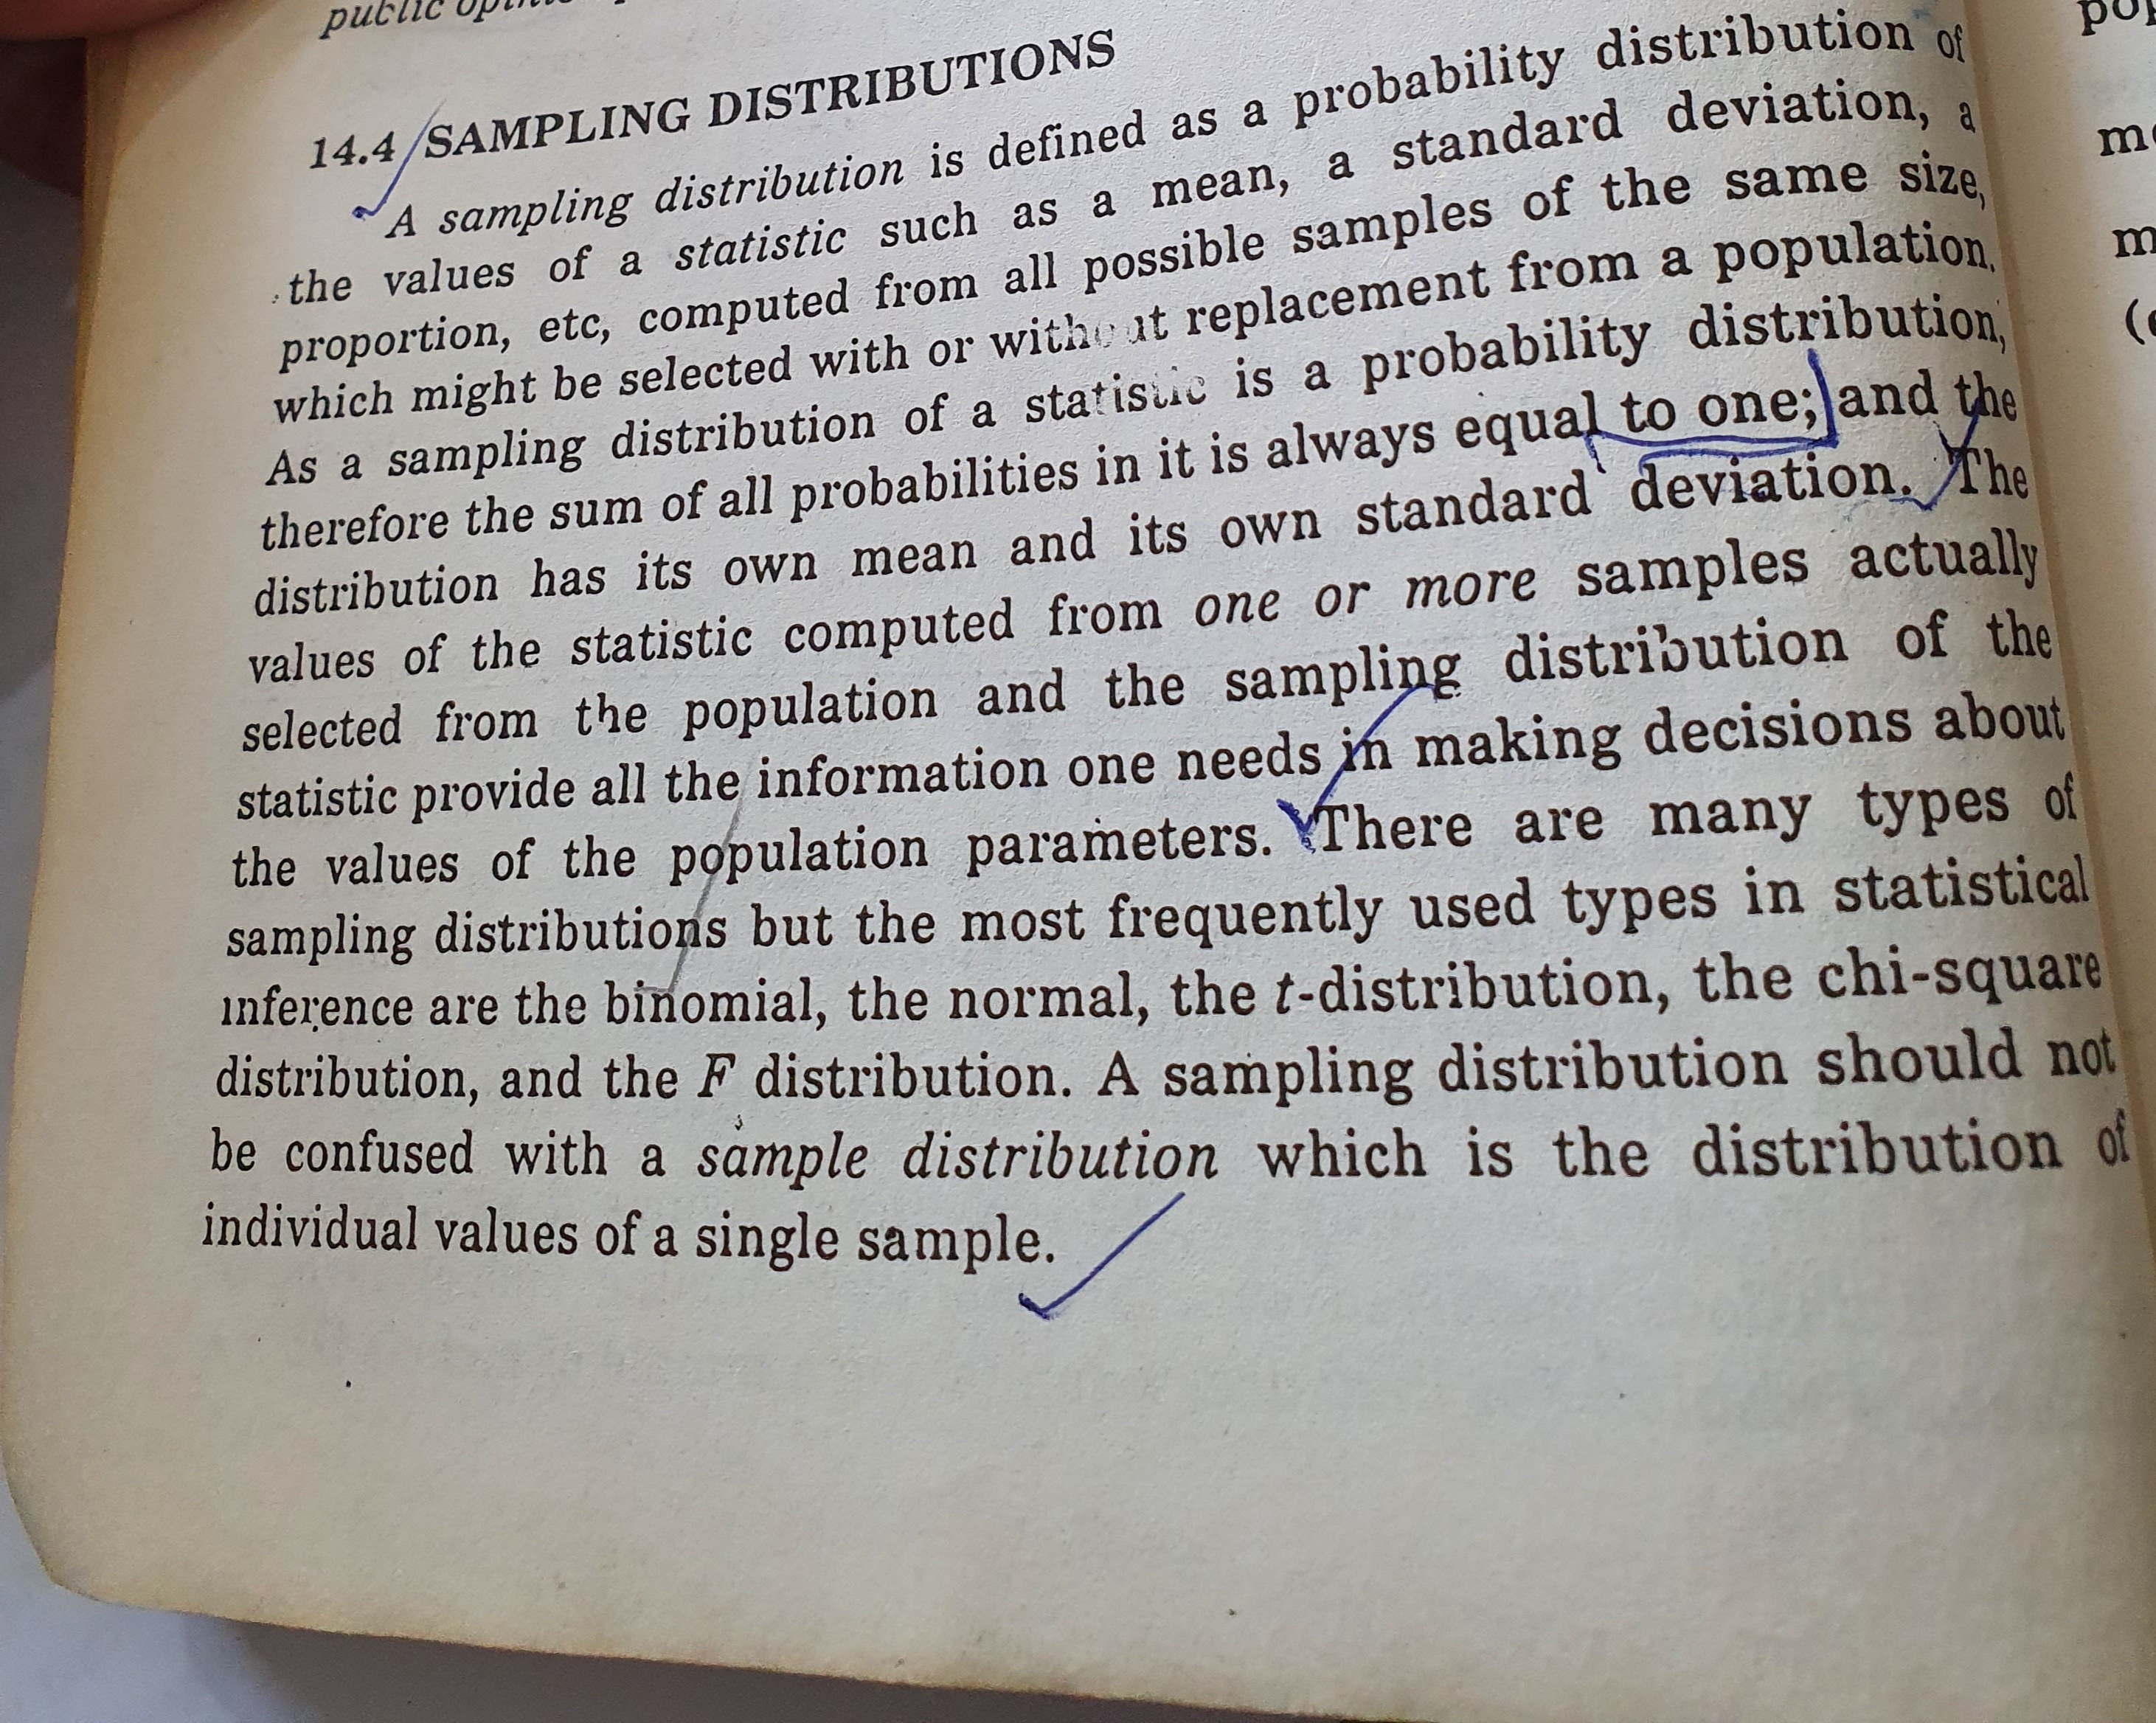 public
14.4 SAMPLING DISTRIBUTIONS
A sampling distribution is defined as a probability distribution of
the values of a statistic such as a mean, a standard deviation, a
proportion, etc, computed from all possible samples of the same size,
which might be selected with or without replacement from a population.
As a sampling distribution of a statistic is a probability distribution,
therefore the sum of all probabilities in it is always equal to one; and the
distribution has its own mean and its own standard deviation. The
values of the statistic computed from one or more samples actually
selected from the population and the sampling distribution of the
statistic provide all the information one needs in making decisions about
the values of the population parameters. There are many types of
sampling distributions but the most frequently used types in statistical
inference are the binomial, the normal, the t-distribution, the chi-square
distribution, and the F distribution. A sampling distribution should not
be confused with a sample distribution which is the distribution of
individual values of a single sample.